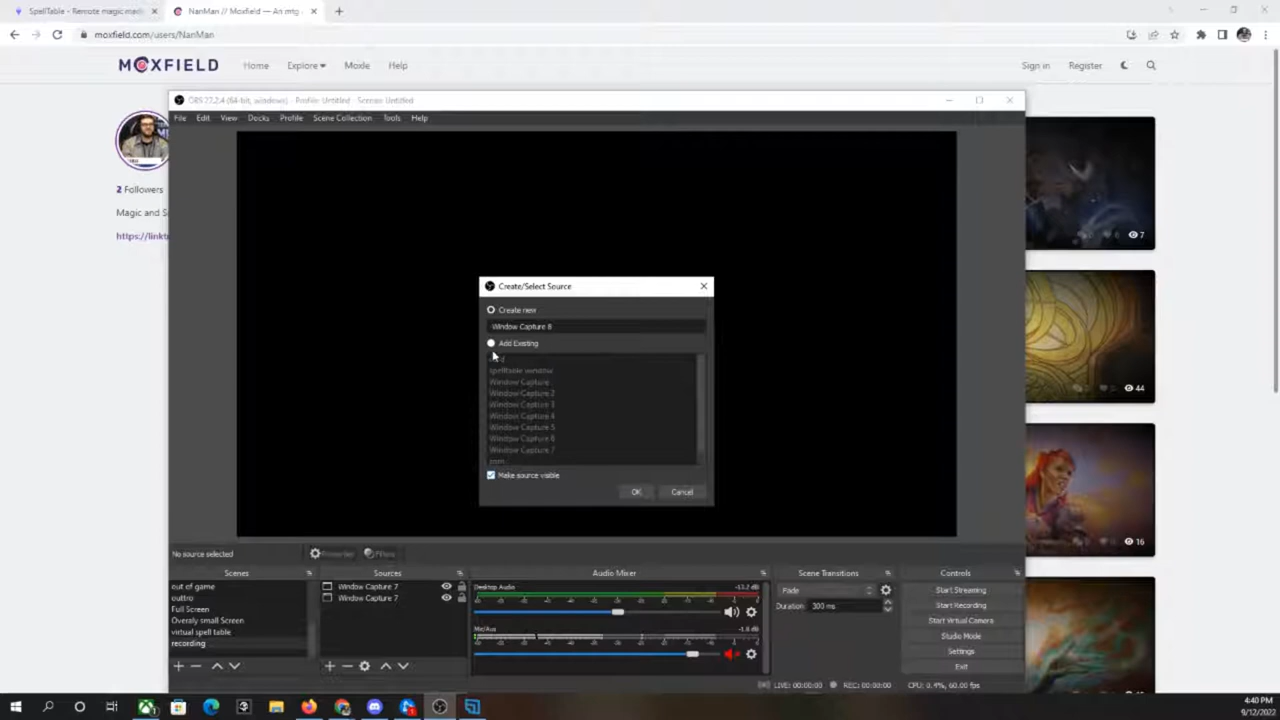 SpellTable - Remote magic medi
NanMan // Moxfield — An mtg
moxfield.com/users/NanMan
MOXFIELD
Home
Explore
Moxie
Help
Sign in
Register
OBS 27.2.4 (64-bit, windows) - Profile: Untitled - Scenes: Untitled
File
Edit
View
Docks
Profile
Scene Collection
Tools
Help
2 Followers
Magic and S
https://linkt
7
44
16
Create/Select Source
Create new
Window Capture 8
Add Existing
spelltable window
Window Capture
Window Capture 2
Window Capture 3
Window Capture 4
Window Capture 5
Window Capture 6
Window Capture 7
Make source visible
OK
Cancel
No source selected
Properties
Filters
Scenes
out of game
outtro
Full Screen
Overaly small Screen
virtual spell table
recording
Sources
Window Capture 7
Window Capture 7
Audio Mixer
Desktop Audio
Mic/Aux
-1.6 dB
Scene Transitions
Fade
Duration
300 ms
Controls
Start Streaming
Start Recording
Start Virtual Camera
Studio Mode
Settings
Exit
LIVE: 00:00:00
REC: 00:00:00
CPU: 0.4%, 60.00 fps
4:40 PM
9/12/2022